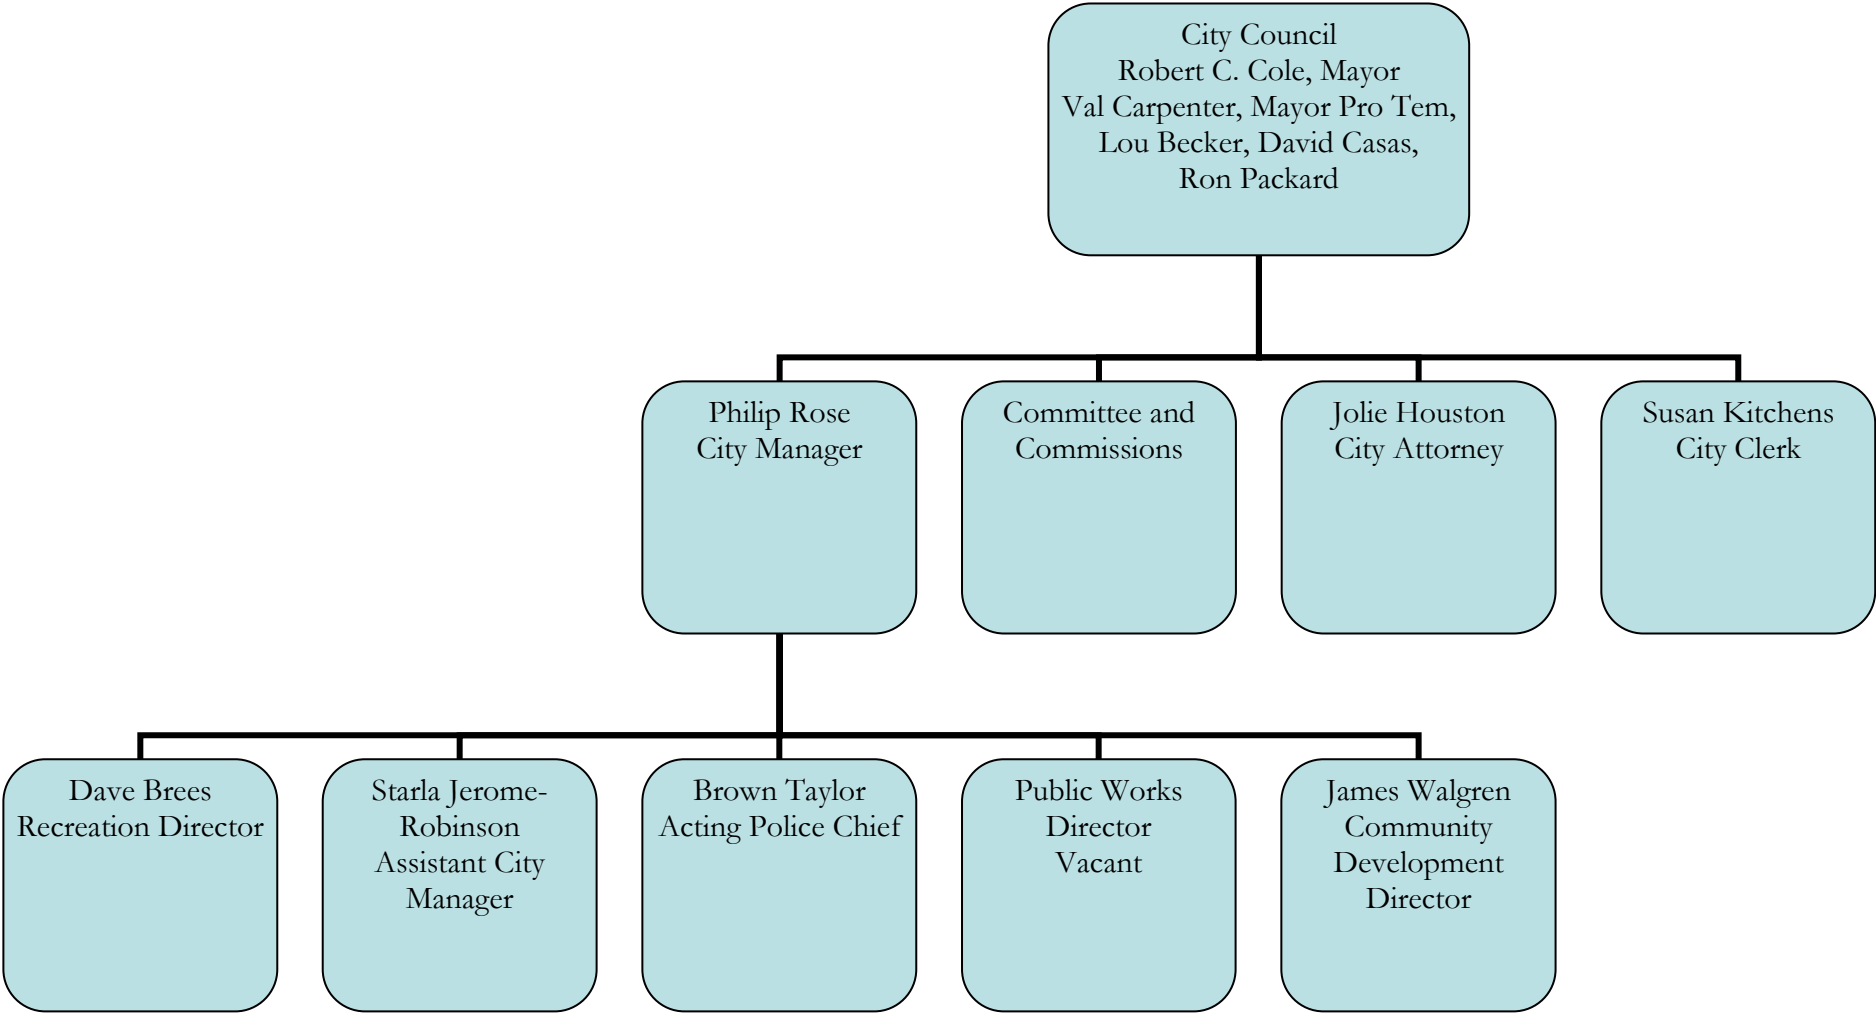 City Council
Robert C. Cole, Mayor
Val Carpenter, Mayor Pro Tem,
Lou Becker, David Casas,
Ron Packard
Philip Rose
City Manager
Committee and
Commissions
Jolie Houston
City Attorney
Susan Kitchens
City Clerk
Dave Brees
Recreation Director
Starla Jerome-
Robinson
Assistant City
Manager
Brown Taylor
Acting Police Chief
Public Works
Director
Vacant
James Walgren
Community
Development
Director